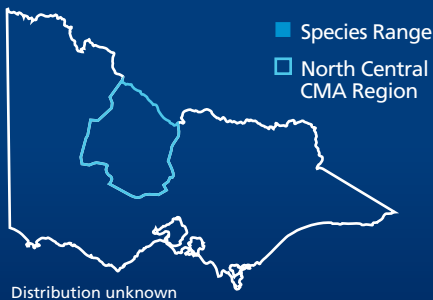 Species Range
North Central
CMA Region
Distribution unknown